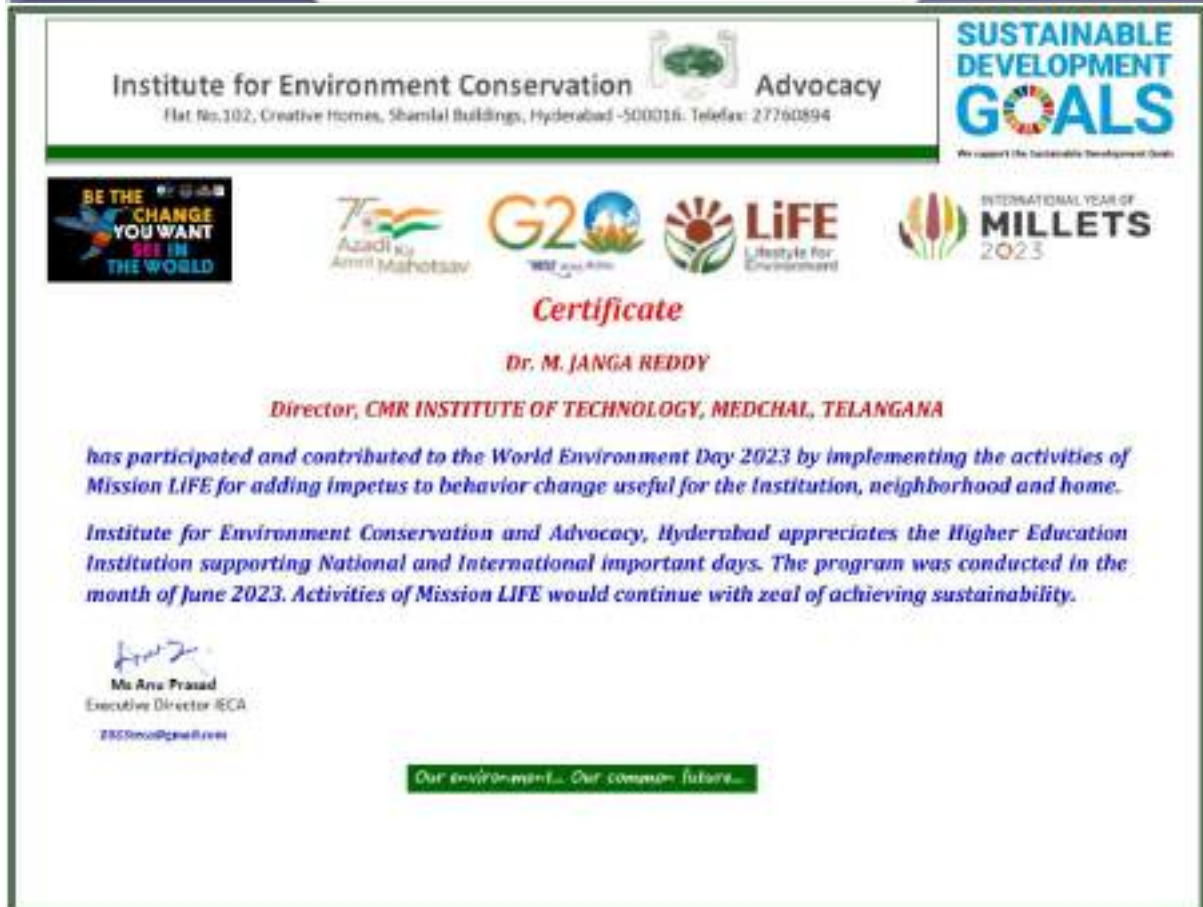 Institute for Environment Conservation Advocacy
Flat No.102, Creative Homes, Shamlal Buildings, Hyderabad -500016. Telefax: 27760894
SUSTAINABLE
DEVELOPMENT
GOALS
We support the Sustainable Development Goals
BE THE
CHANGE
YOU WANT
SEE IN
THE WORLD
75
Azadi Ka
Amrit Mahotsav
G20
LiFE
Lifestyle for
Environment
INTERNATIONAL YEAR OF
MILLETS
2023
Certificate
Dr. M. JANGA REDDY
Director, CMR INSTITUTE OF TECHNOLOGY, MEDCHAL, TELANGANA
has participated and contributed to the World Environment Day 2023 by implementing the activities of
Mission LiFE for adding impetus to behavior change useful for the Institution, neighborhood and home.
Institute for Environment Conservation and Advocacy, Hyderabad appreciates the Higher Education
Institution supporting National and International important days. The program was conducted in the
month of June 2023. Activities of Mission LIFE would continue with zeal of achieving sustainability.
Ms Anu Prasad
Executive Director IECA
Our environment... Our common future...